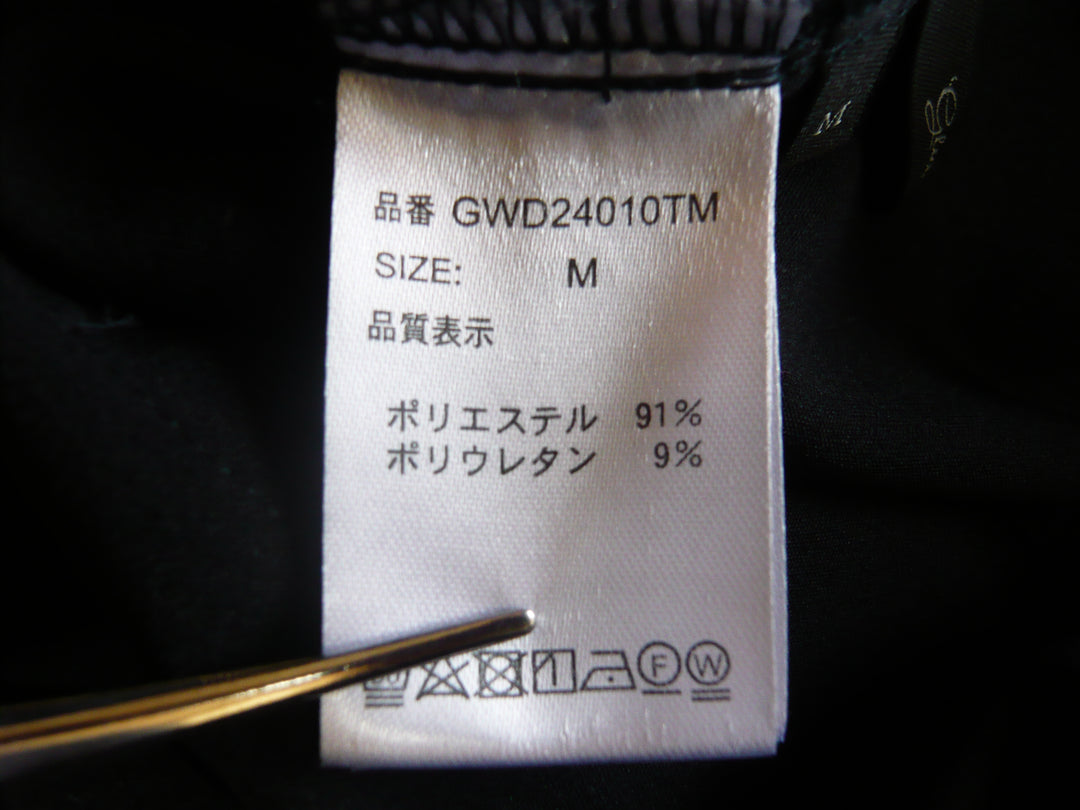 M
品番 GWD24010TM
SIZE: M
品質表示
ポリエステル 91%
ポリウレタン 9%
F W